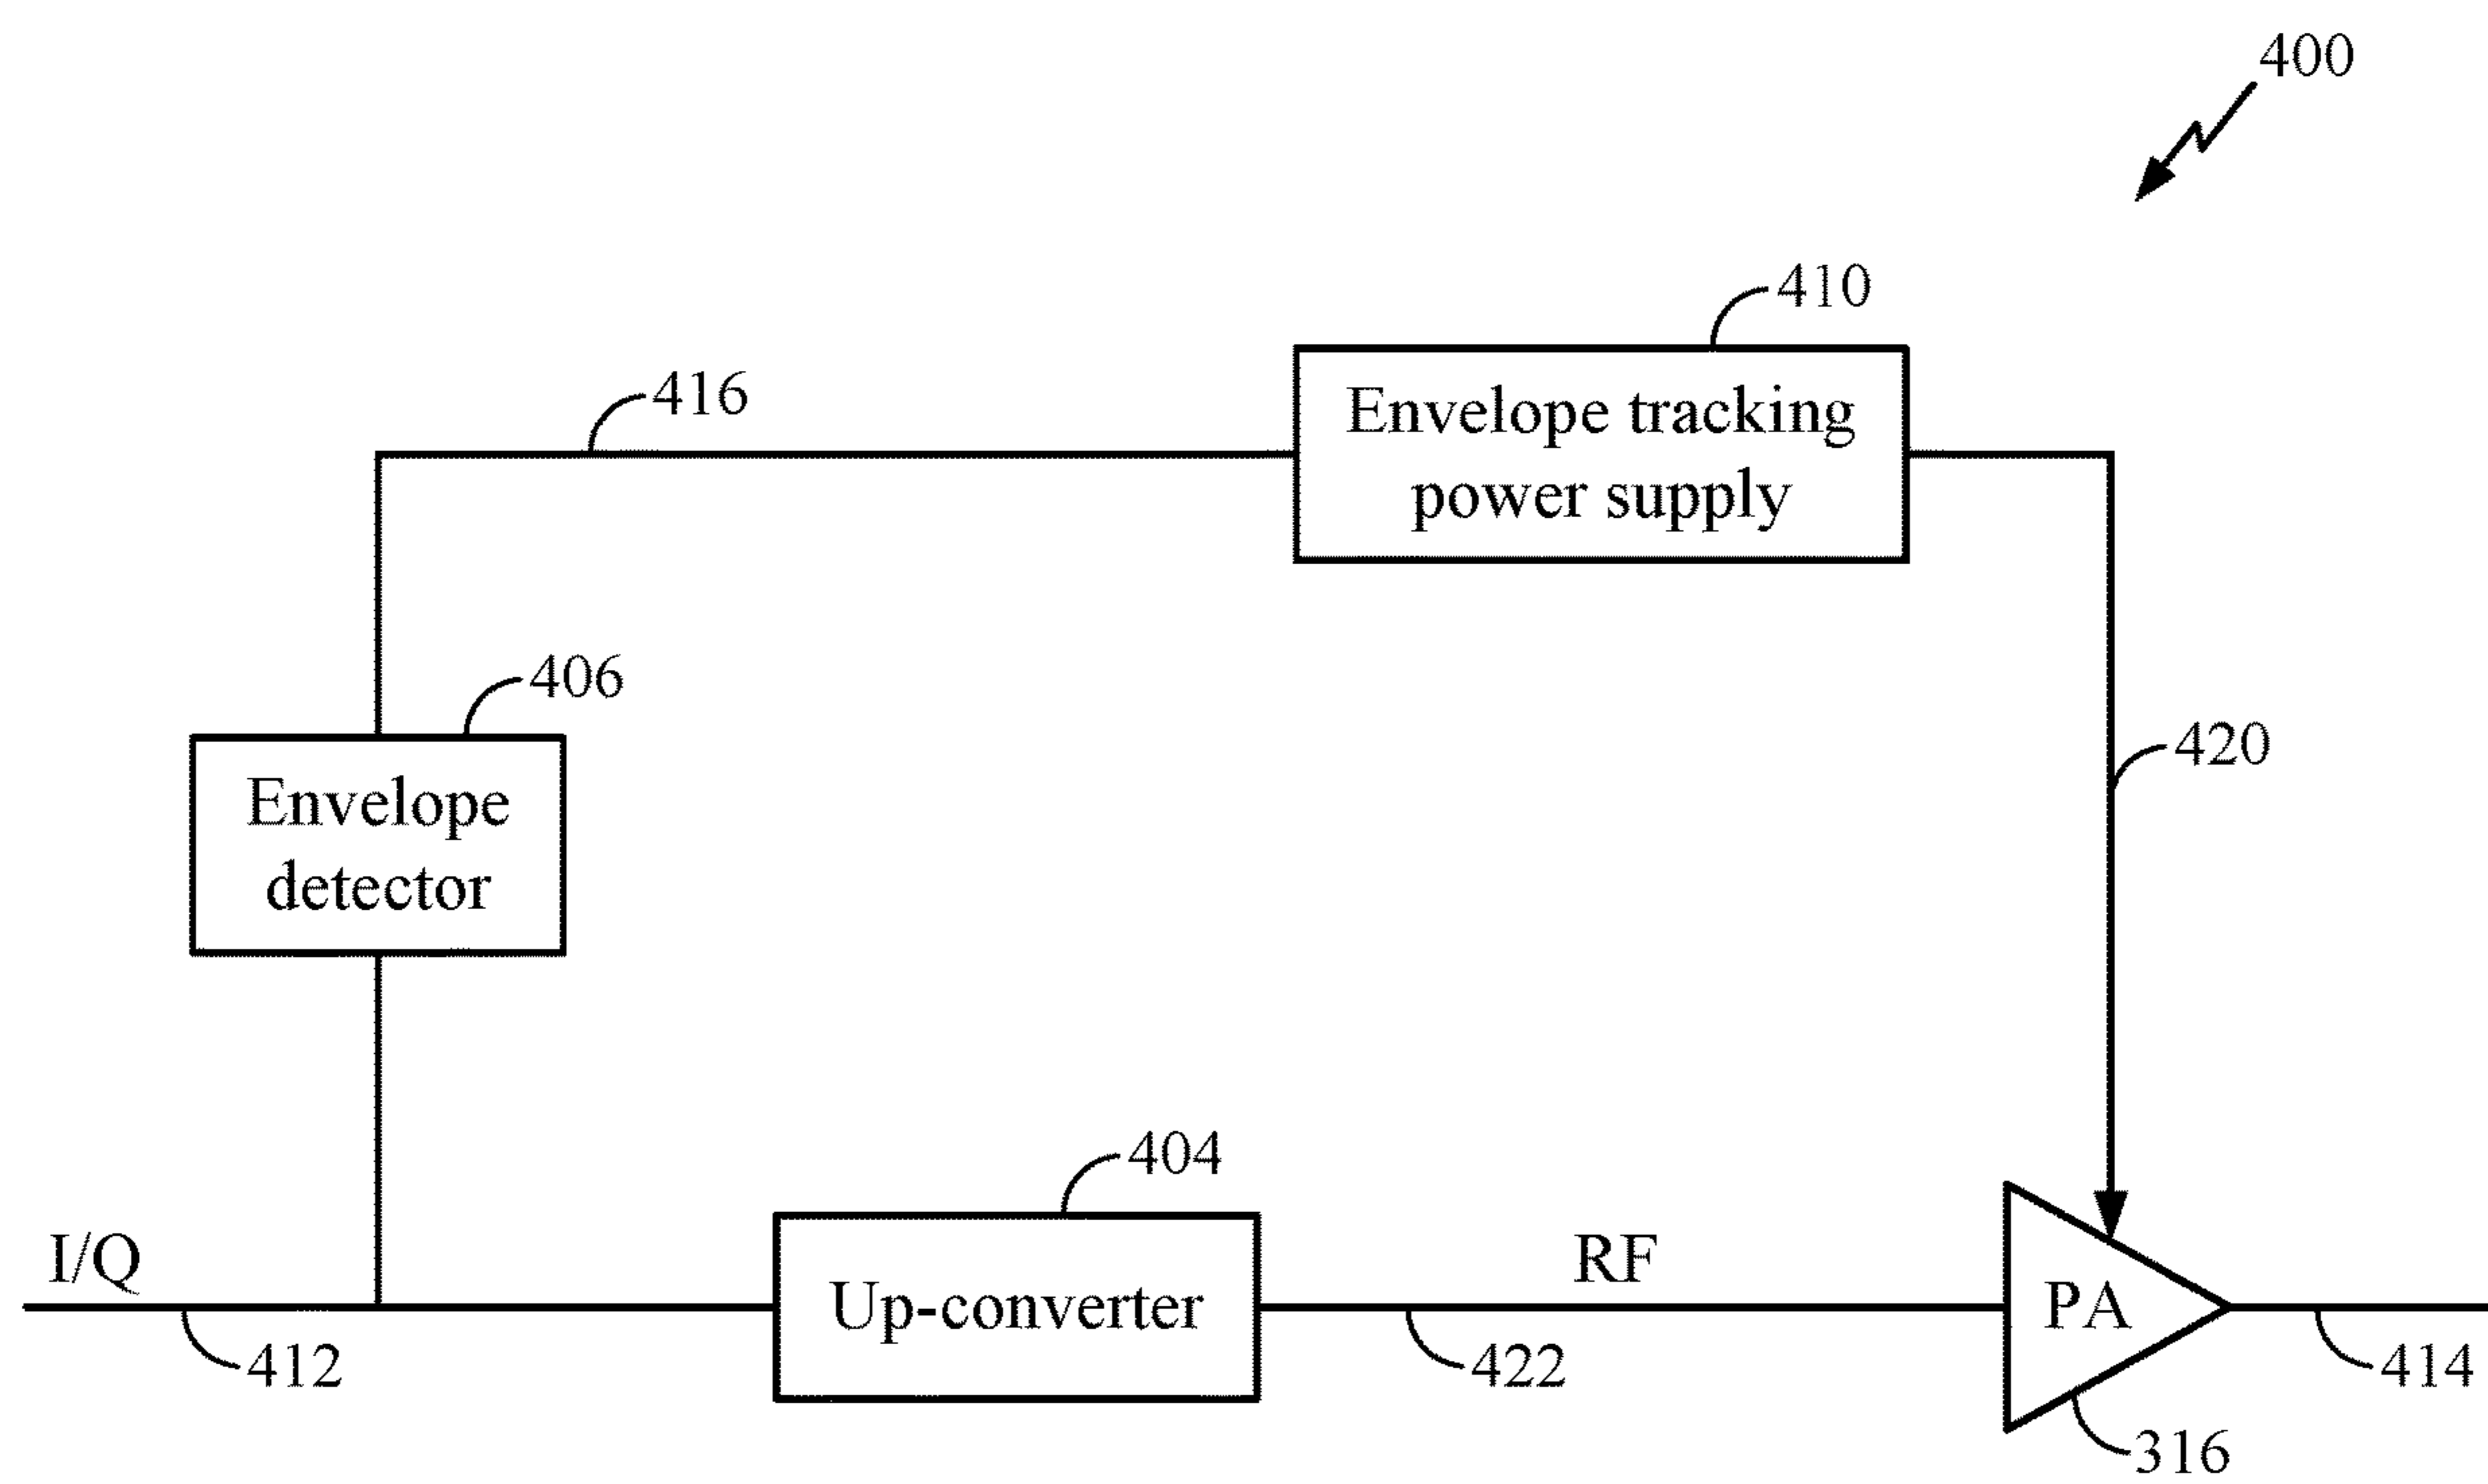 400
410
Envelope tracking
power supply
416
406
Envelope
detector
420
404
I/Q
Up-converter
RF
PA
412
422
414
316